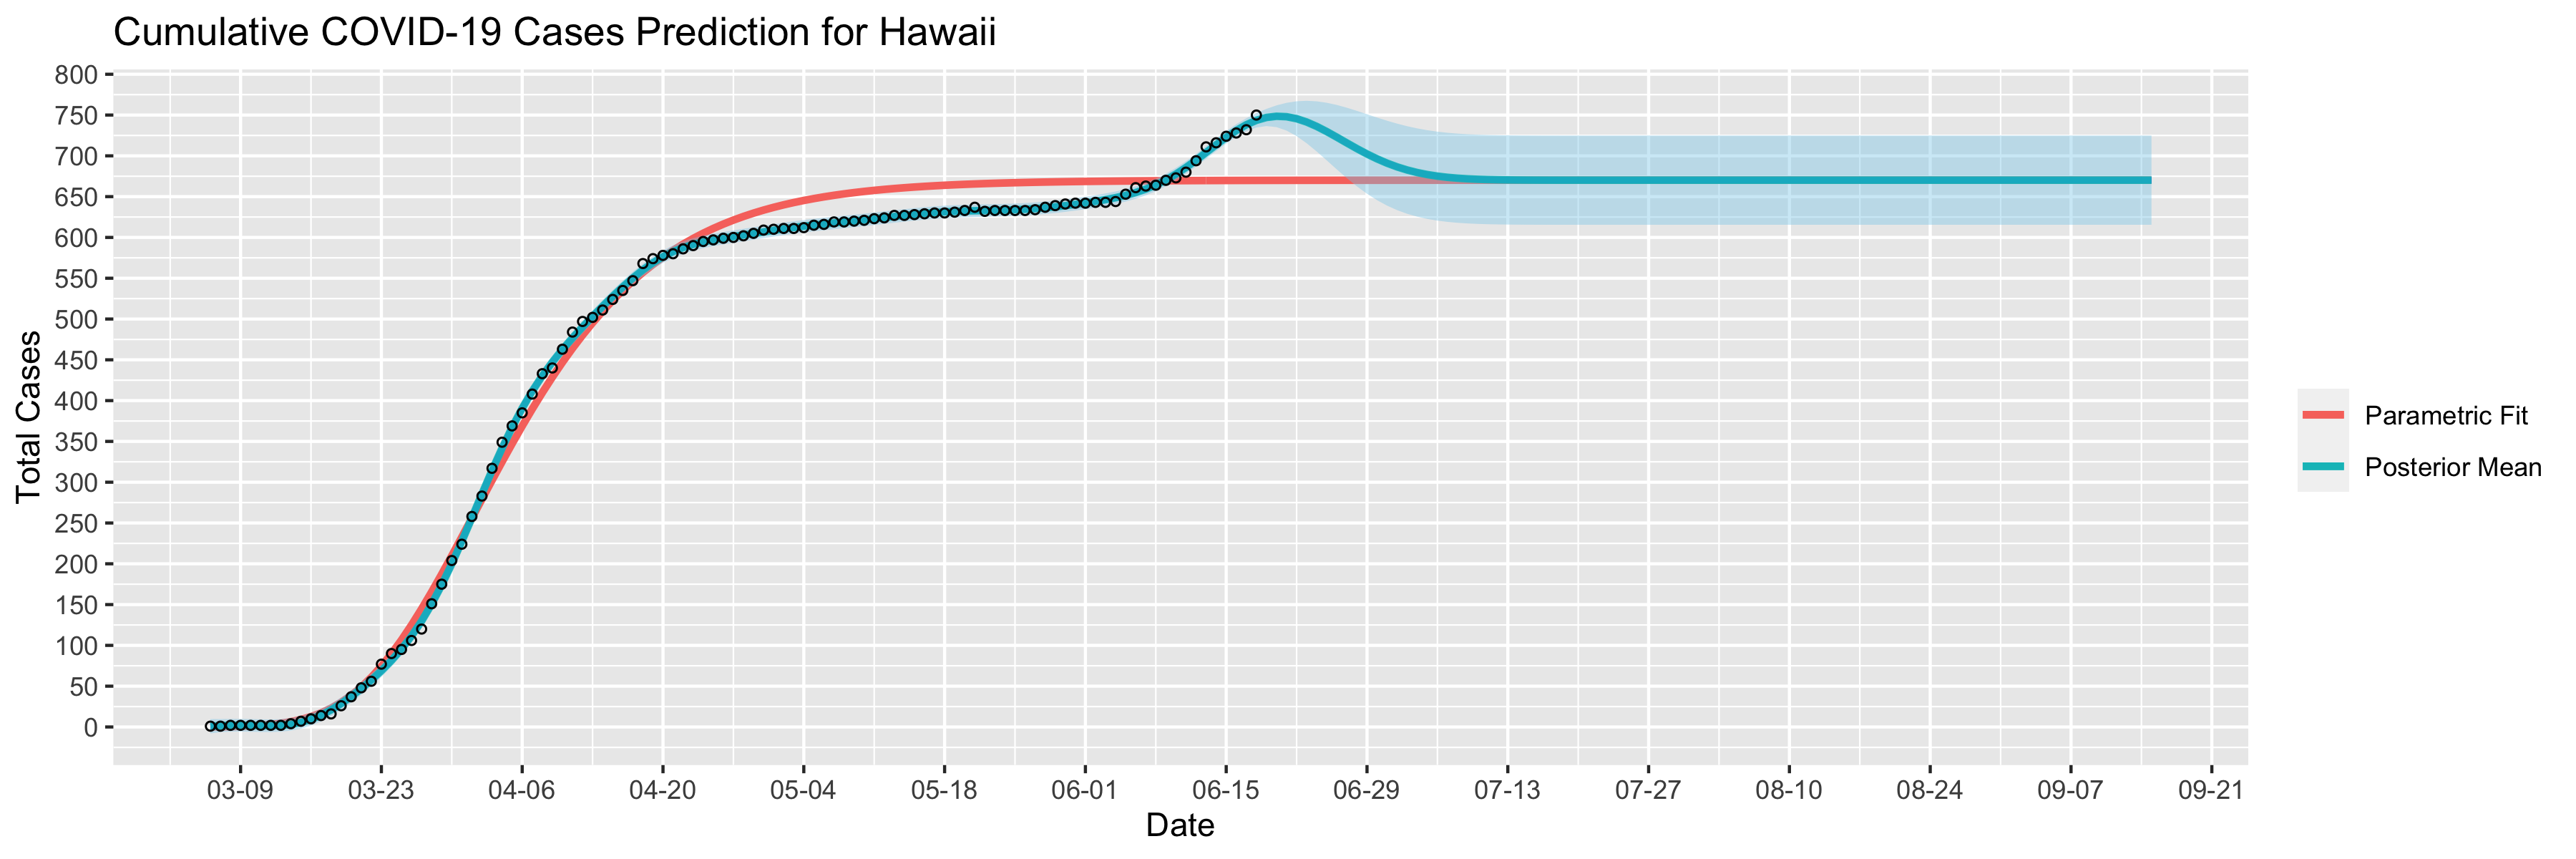 Cumulative COVID-19 Cases Prediction for Hawaii
800
750
700
650
600
550
500
450
400
350
300
250
200
150
100
50
0
Total Cases
03-09 03-23 04-06 04-20 05-04 05-18 06-01 06-15 06-29 07-13 07-27 08-10 08-24 09-07 09-21
Date
Parametric Fit
Posterior Mean